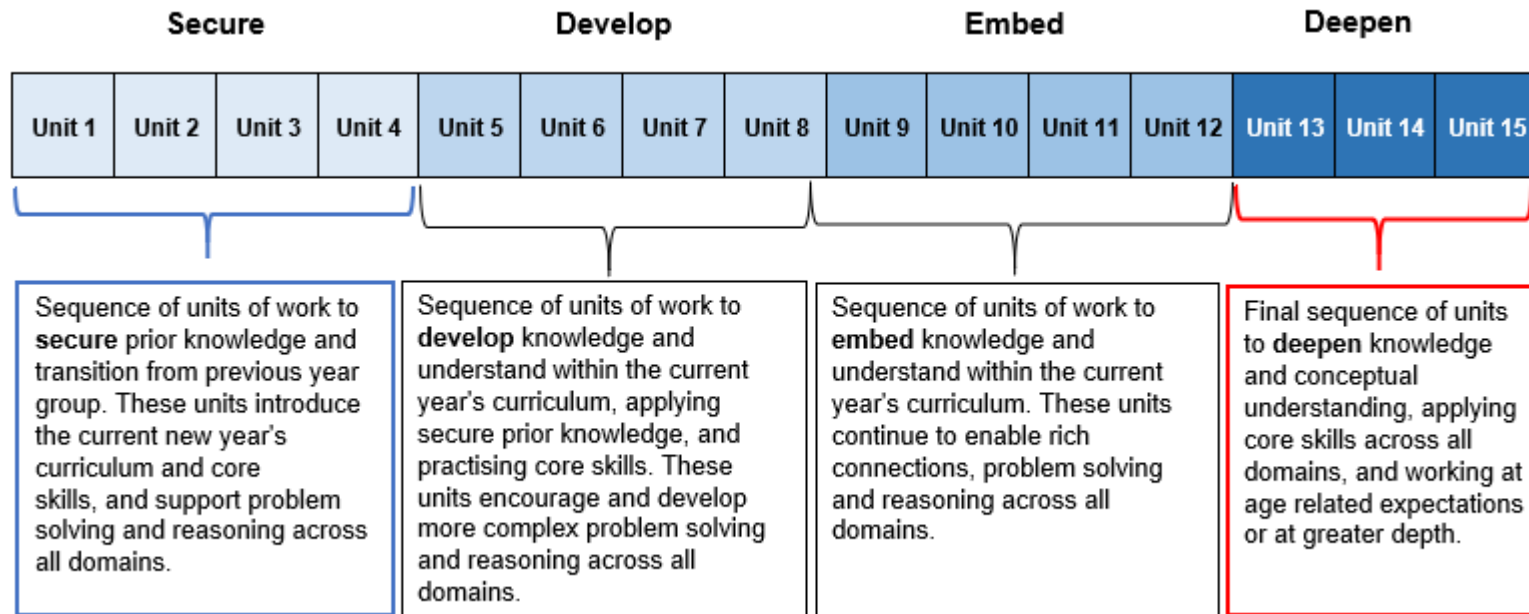 Secure Develop Embed Deepen
Unit 1 Unit 2 Unit 3 Unit 4 Unit 5 Unit 6 Unit 7 Unit 8 Unit 9 Unit 10 Unit 11 Unit 12 Unit 13 Unit 14 Unit 15
Sequence of units of work to
secure prior knowledge and
transition from previous year
group. These units introduce
the current new year's
curriculum and core
skills, and support problem
solving and reasoning across
all domains.
Sequence of units of work to
develop knowledge and
understand within the current
year's curriculum, applying
secure prior knowledge, and
practising core skills. These
units encourage and develop
more complex problem solving
and reasoning across all
domains.
Sequence of units of work to
embed knowledge and
understand within the current
year's curriculum. These units
continue to enable rich
connections, problem solving
and reasoning across all
domains.
Final sequence of units
to deepen knowledge
and conceptual
understanding, applying
core skills across all
domains, and working at
age related expectations
or at greater depth.